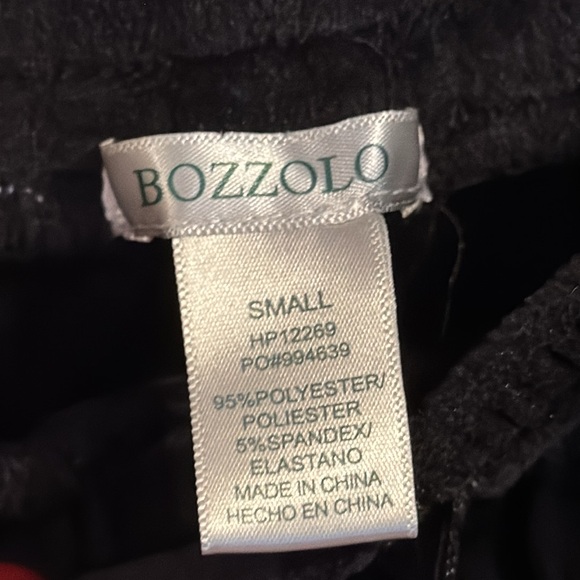 BOZZOLO
SMALL
HP12269
PO#994639
95%POLYESTER/
POLIESTER
5%SPANDEX/
ELASTANO
MADE IN CHINA
HECHO EN CHINA